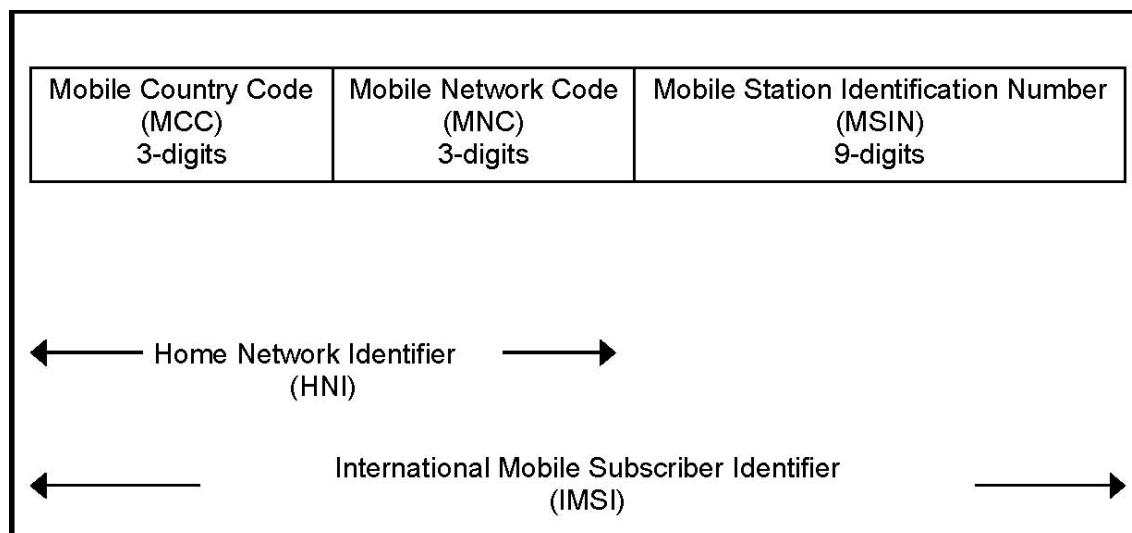 Mobile Country Code
(MCC)
3-digits
Mobile Network Code
(MNC)
3-digits
Mobile Station Identification Number
(MSIN)
9-digits
Home Network Identifier
(HNI)
International Mobile Subscriber Identifier
(IMSI)